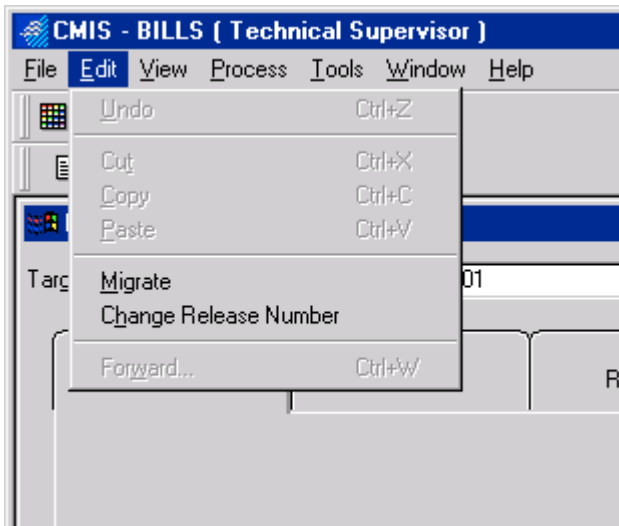 CMIS - BILLS ( Technical Supervisor )
File Edit View Process Tools Window Help
Undo Ctrl+Z
Cut Ctrl+X
Copy Ctrl+C
Paste Ctrl+V
Migrate 01
Change Release Number
Forward... Ctrl+W